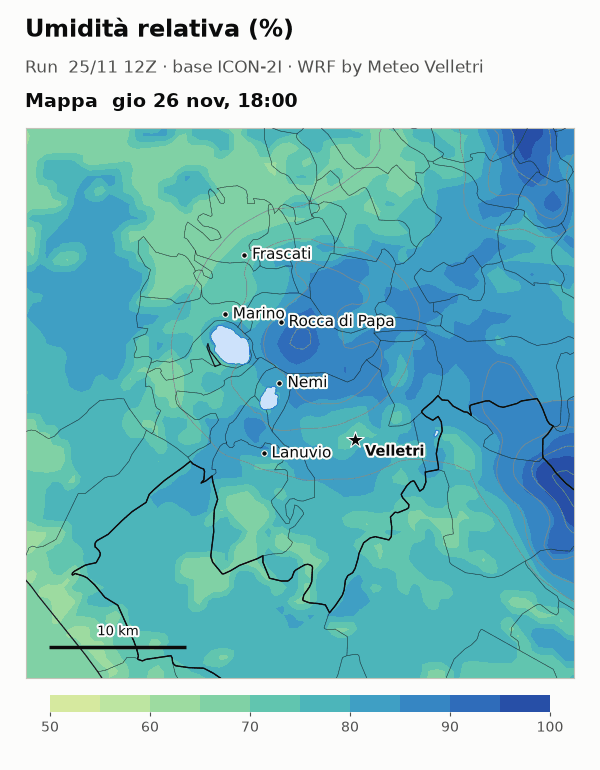 Umidità relativa (%)
Run  25/11 12Z · base ICON-2I · WRF by Meteo Velletri
Mappa  gio 26 nov, 18:00
Frascati
Marino
Rocca di Papa
Nemi
Velletri
Lanuvio
10 km
50 60 70 80 90 100